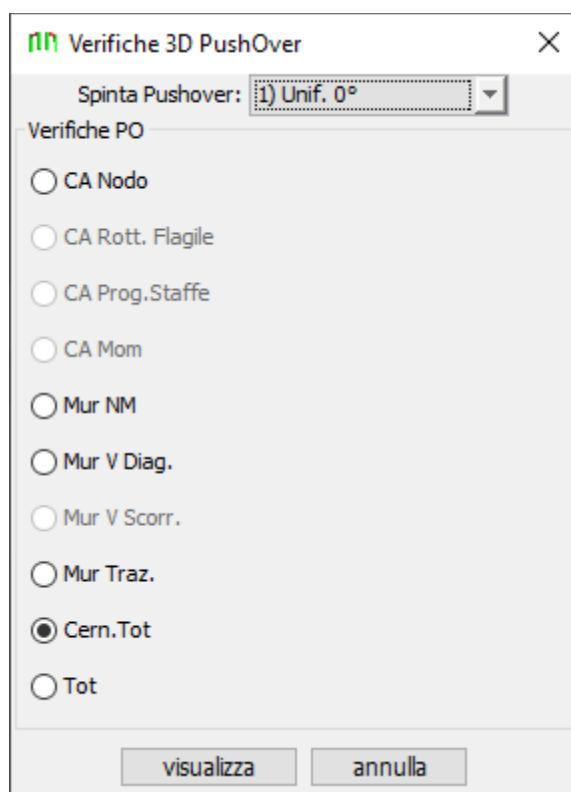 Verifiche 3D PushOver
Spinta Pushover: 1) Unif. 0°
Verifiche PO
CA Nodo
CA Rott. Flagile
CA Prog.Staffe
CA Mom
Mur NM
Mur V Diag.
Mur V Scorr.
Mur Traz.
Cern.Tot
Tot
visualizza annulla